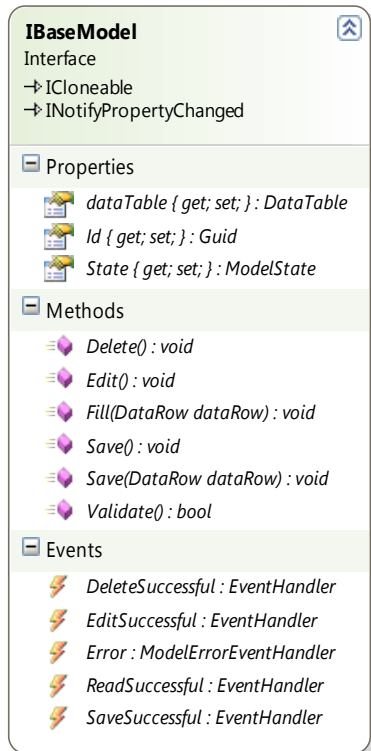 IBaseModel
Interface
ICloneable
INotifyPropertyChanged
Properties
dataTable { get; set; } : DataTable
Id { get; set; } : Guid
State { get; set; } : ModelState
Methods
Delete() : void
Edit() : void
Fill(DataRow dataRow) : void
Save() : void
Save(DataRow dataRow) : void
Validate() : bool
Events
DeleteSuccessful : EventHandler
EditSuccessful : EventHandler
Error : ModelErrorEventHandler
ReadSuccessful : EventHandler
SaveSuccessful : EventHandler